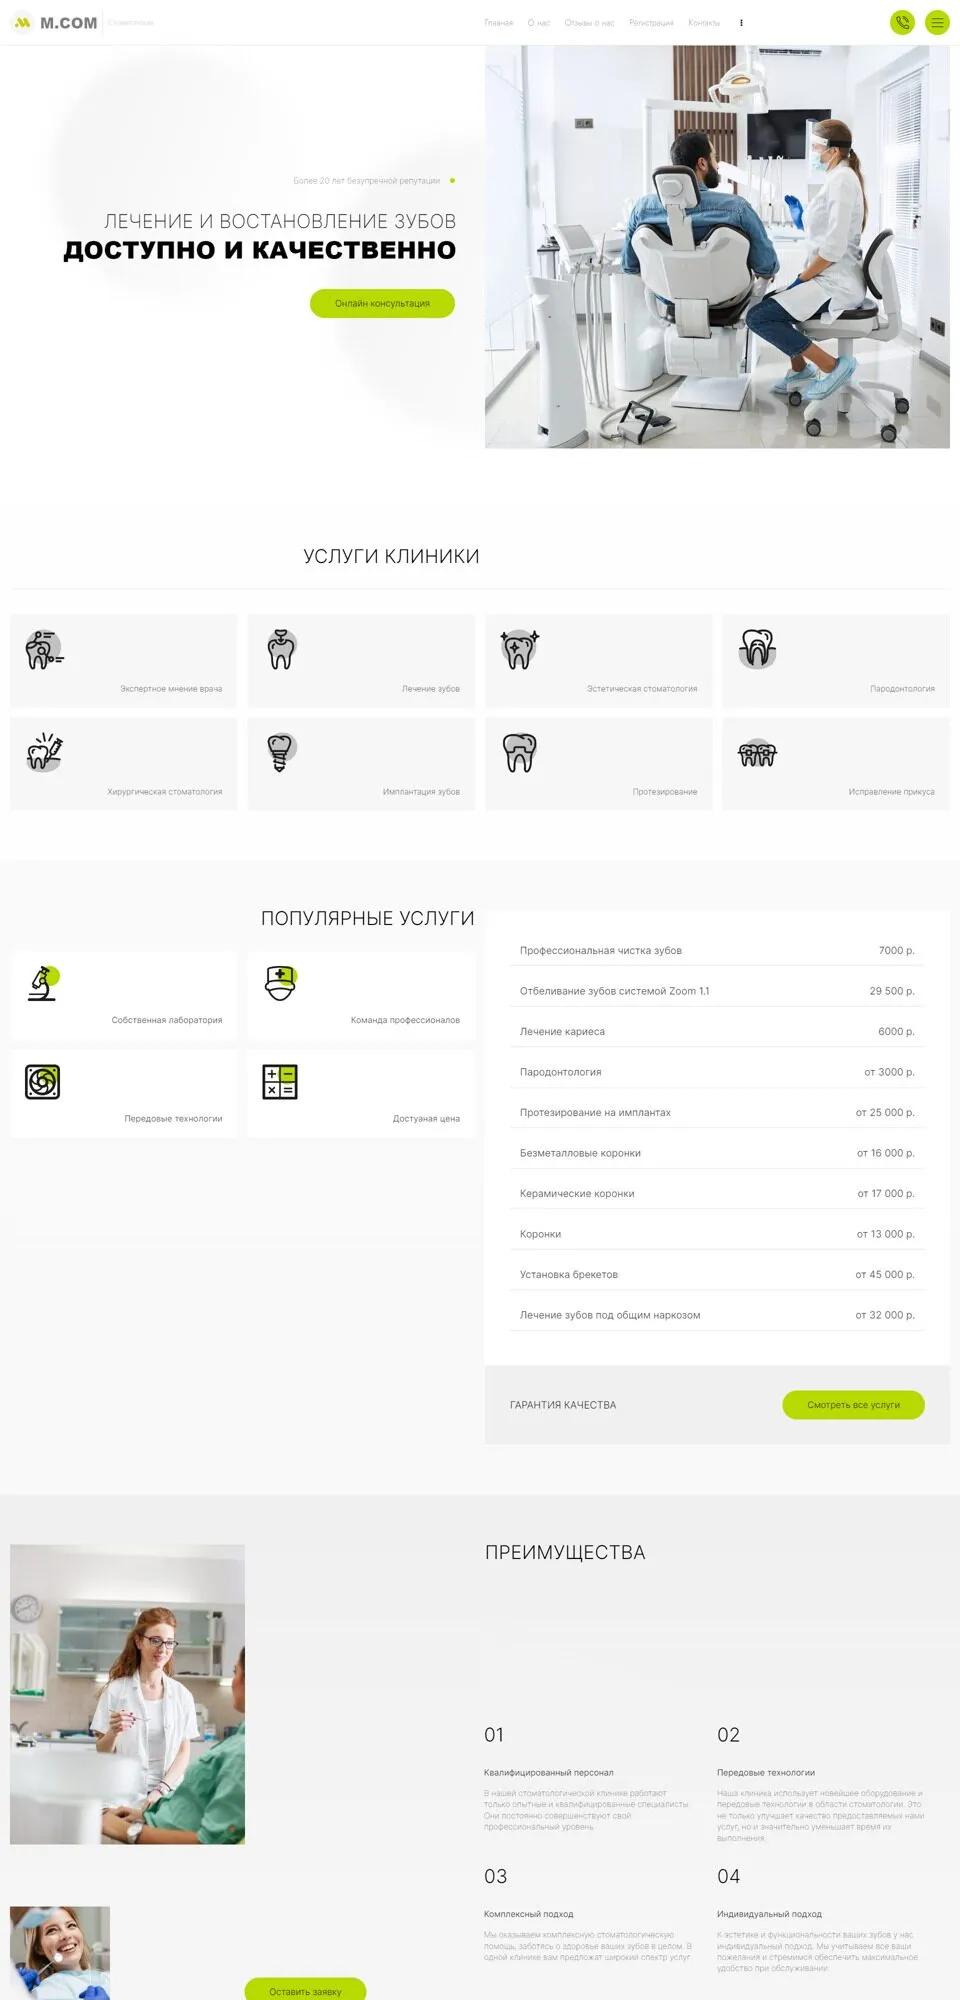 M.COM
Стоматология
Главная
О нас
Отзывы о нас
Регистрация
Контакты
Более 20 лет безупречной репутации
ЛЕЧЕНИЕ И ВОСТАНОВЛЕНИЕ ЗУБОВ
ДОСТУПНО И КАЧЕСТВЕННО
Онлайн консультация
УСЛУГИ КЛИНИКИ
Экспертное мнение врача
Лечение зубов
Эстетическая стоматология
Пародонтология
Хирургическая стоматология
Имплантация зубов
Протезирование
Исправление прикуса
ПОПУЛЯРНЫЕ УСЛУГИ
Собственная лаборатория
Команда профессионалов
Передовые технологии
Достуаная цена
Профессиональная чистка зубов 7000 р.
Отбеливание зубов системой Zoom 1.1 29 500 р.
Лечение кариеса 6000 р.
Пародонтология от 3000 р.
Протезирование на имплантах от 25 000 р.
Безметалловые коронки от 16 000 р.
Керамические коронки от 17 000 р.
Коронки от 13 000 р.
Установка брекетов от 45 000 р.
Лечение зубов под общим наркозом от 32 000 р.
ГАРАНТИЯ КАЧЕСТВА
Смотреть все услуги
ПРЕИМУЩЕСТВА
01
Квалифицированный персонал
В нашей стоматологической клинике работают
только опытные и квалифицированные специалисты.
Они постоянно совершенствуют свой
профессиональный уровень.
02
Передовые технологии
Наша клиника использует новейшее оборудование и
передовые технологии в области стоматологии. Это
не только улучшает качество предоставляемых нами
услуг, но и значительно уменьшает время их
выполнения.
03
Комплексный подход
Мы оказываем комплексную стоматологическую
помощь, заботясь о здоровье ваших зубов в целом. В
одной клинике вам предложат широкий спектр услуг.
04
Индивидуальный подход
К эстетике и функциональности ваших зубов у нас
индивидуальный подход. Мы учитываем все ваши
пожелания и стремимся обеспечить максимальное
удобство при обслуживании.
Оставить заявку